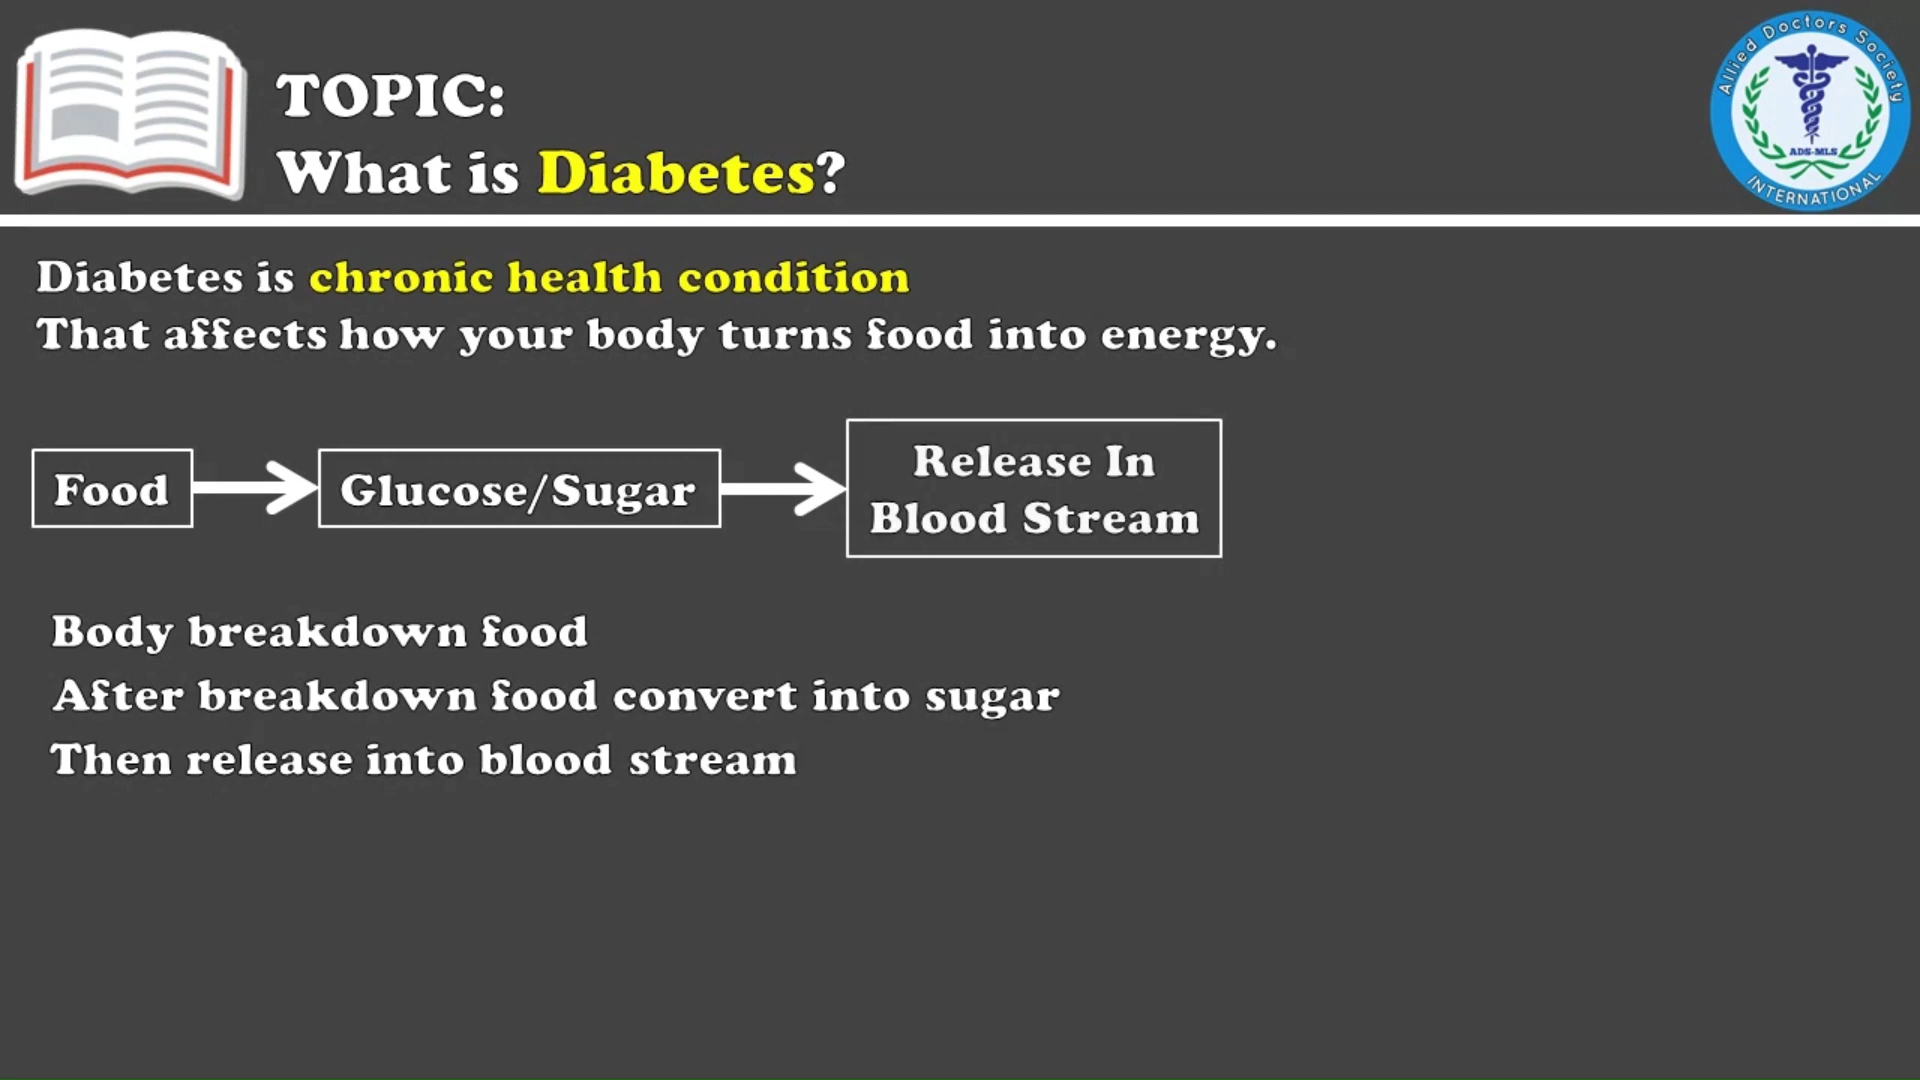 TOPIC:
What is Diabetes?
Allied Doctors Society
ADS-MLS
INTERNATIONAL
Diabetes is chronic health condition
That affects how your body turns food into energy.
Food
Glucose/Sugar
Release In
Blood Stream
Body breakdown food
After breakdown food convert into sugar
Then release into blood stream